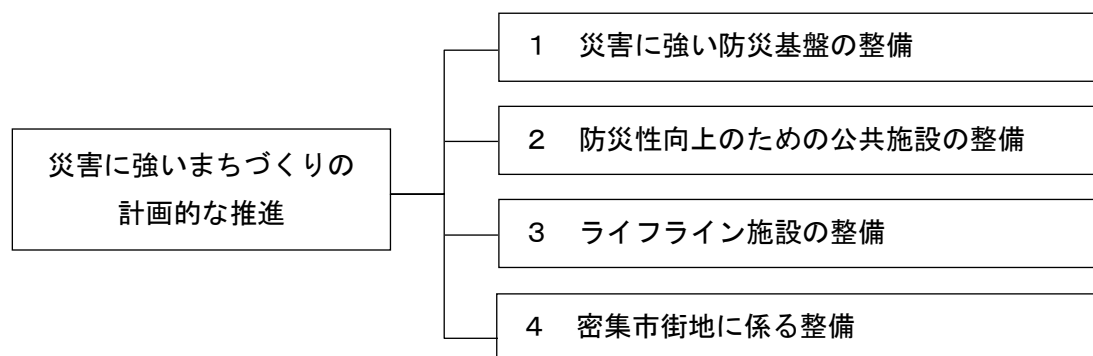 災害に強いまちづくりの
計画的な推進
１　災害に強い防災基盤の整備
２　防災性向上のための公共施設の整備
３　ライフライン施設の整備
４　密集市街地に係る整備